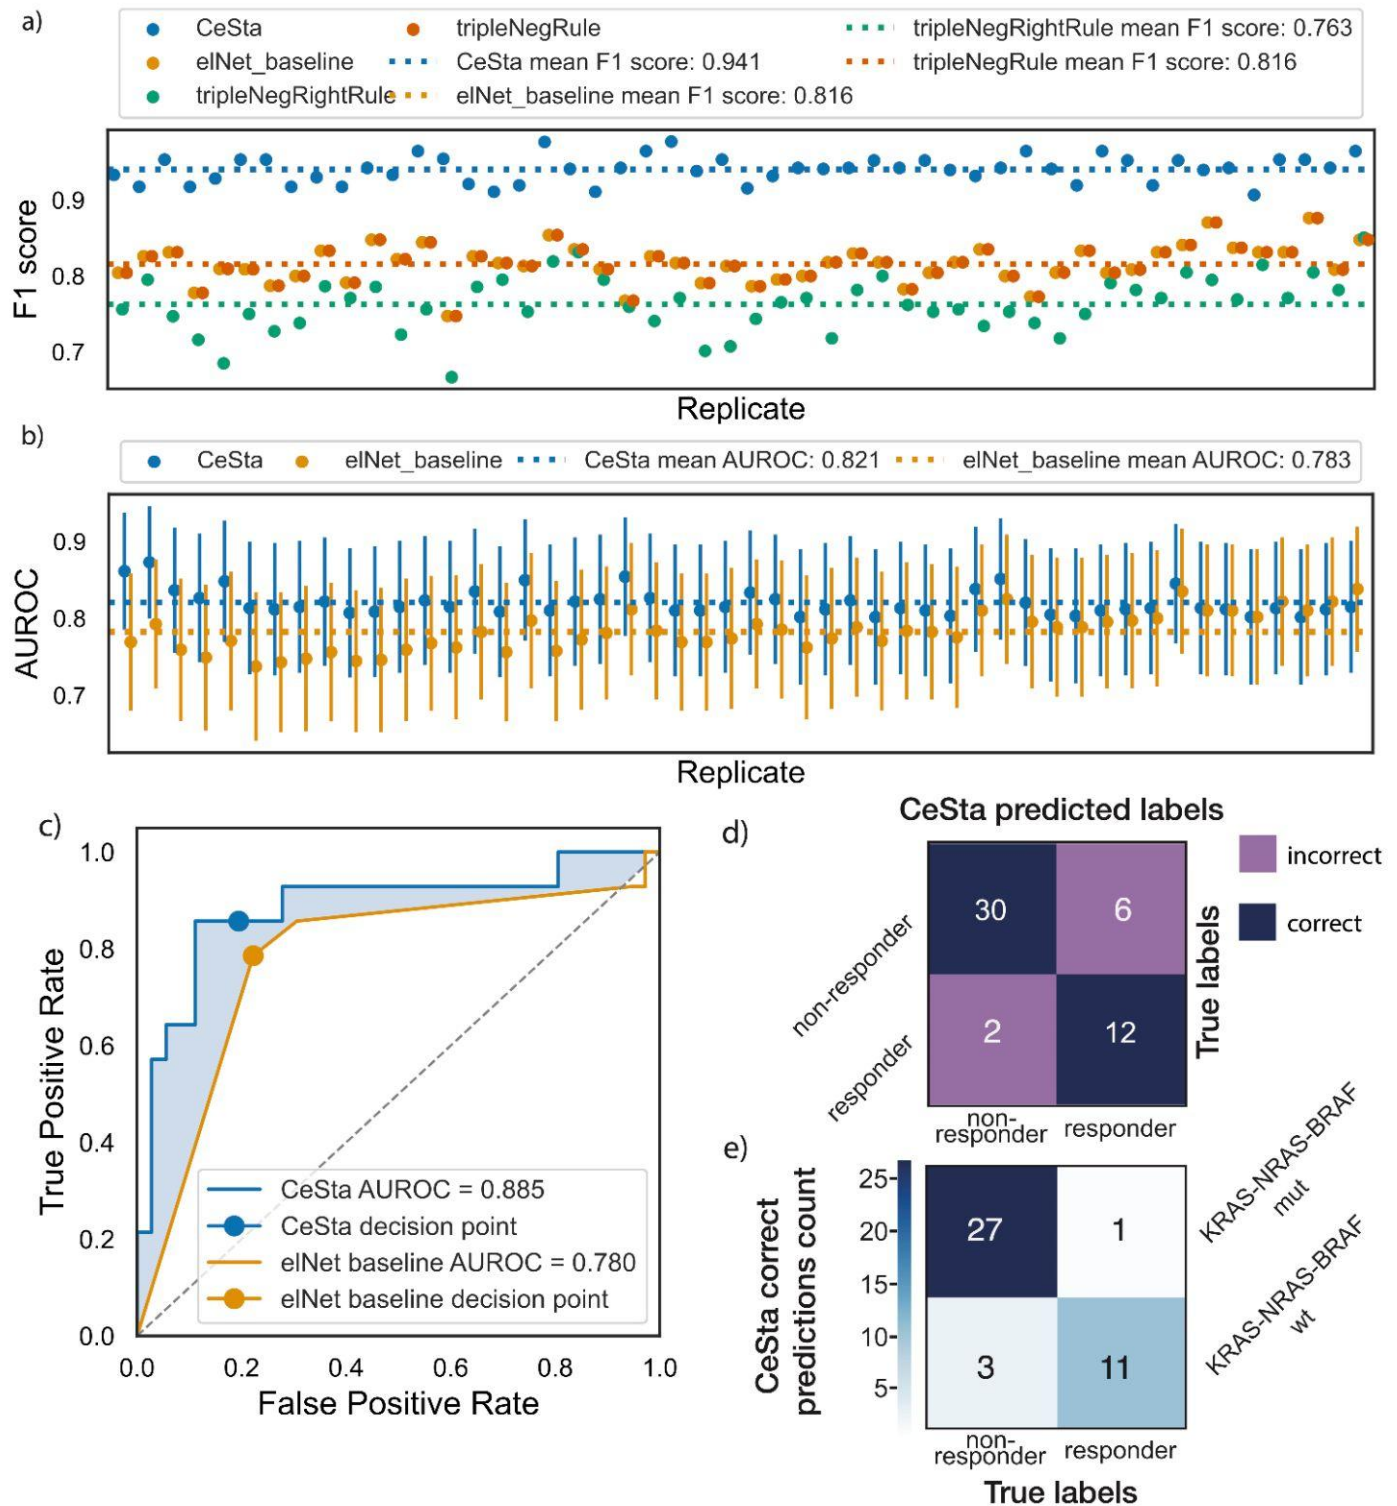 a)
CeSta
tripleNegRule
tripleNegRightRule mean F1 score: 0.763
elNet_baseline
CeSta mean F1 score: 0.941
tripleNegRule mean F1 score: 0.816
tripleNegRightRule
elNet_baseline mean F1 score: 0.816
F1 score
0.9
0.8
0.7
Replicate
b)
CeSta
elNet_baseline
CeSta mean AUROC: 0.821
elNet_baseline mean AUROC: 0.783
AUROC
0.9
0.8
0.7
Replicate
c)
True Positive Rate
1.0
0.8
0.6
0.4
0.2
0.0
CeSta AUROC = 0.885
CeSta decision point
elNet baseline AUROC = 0.780
elNet baseline decision point
0.0 0.2 0.4 0.6 0.8 1.0
False Positive Rate
d)
CeSta predicted labels
incorrect
correct
non-responder
30 6
responder
2 12
True labels
non-
responder
responder
e)
CeSta correct
predictions count
25
20
15
10
5
27 1
3 11
KRAS-NRAS-BRAF
mut
KRAS-NRAS-BRAF
wt
non-
responder
responder
True labels